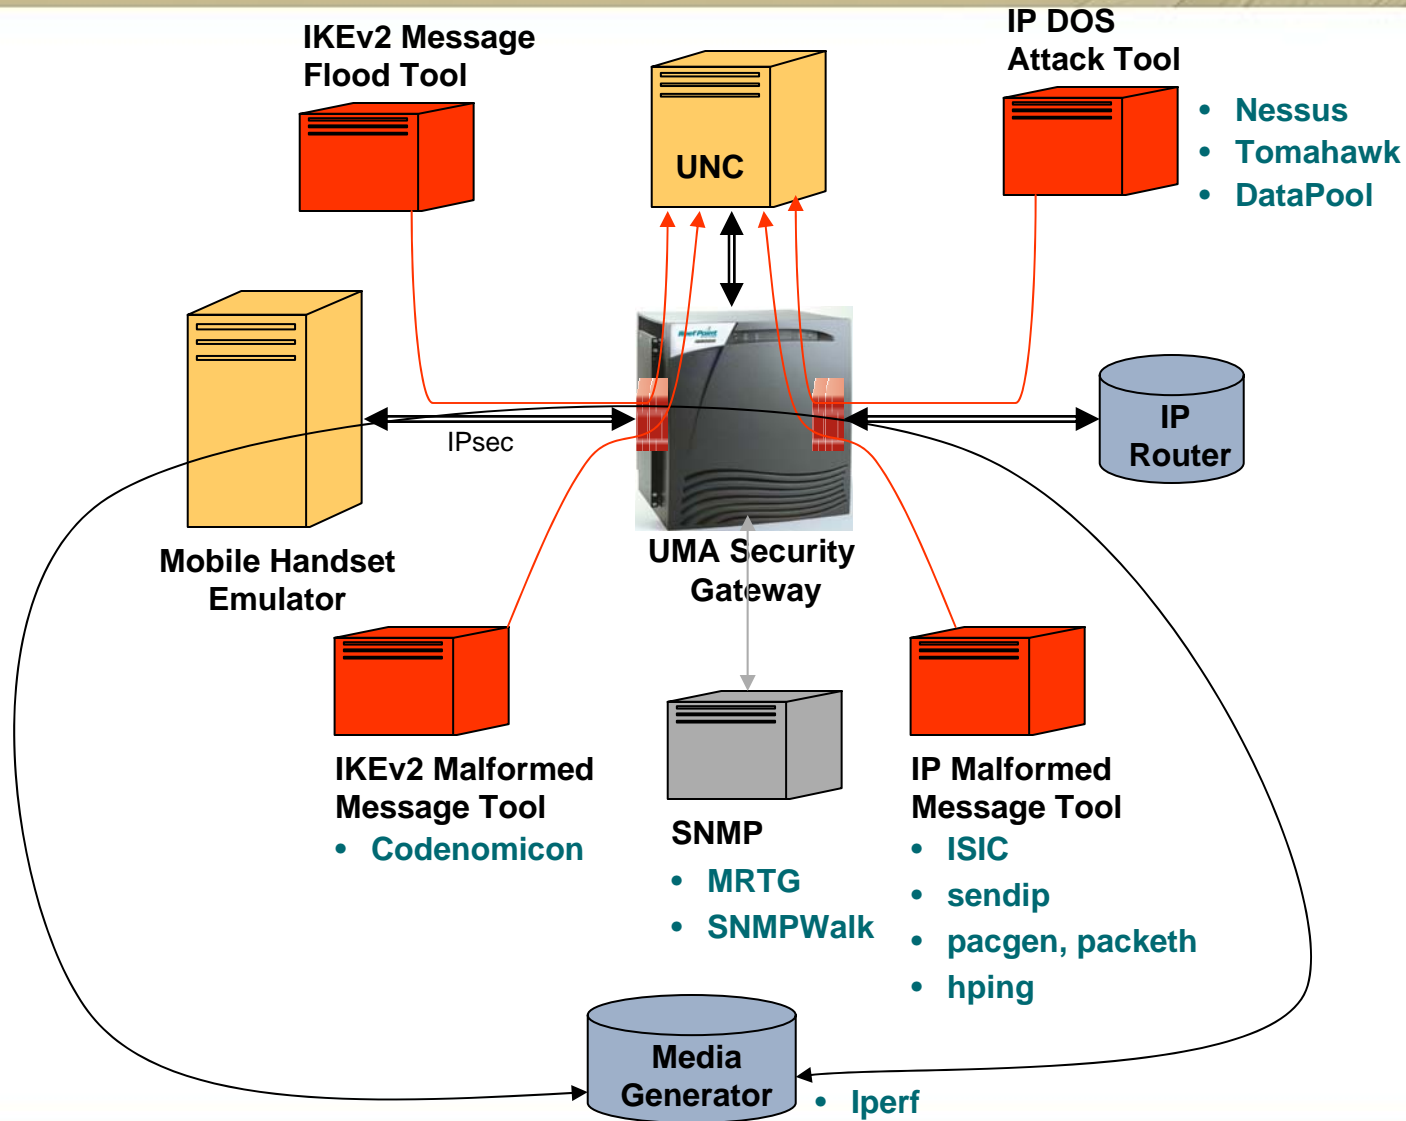 IKEv2 Message
Flood Tool
IP DOS
Attack Tool
• Nessus
• Tomahawk
• DataPool
UNC
Reef Point
IPsec
IP
Router
Mobile Handset
Emulator
UMA Security
Gateway
IKEv2 Malformed
Message Tool
• Codenomicon
SNMP
• MRTG
• SNMPWalk
IP Malformed
Message Tool
• ISIC
• sendip
• pacgen, packeth
• hping
Media
Generator
• Iperf